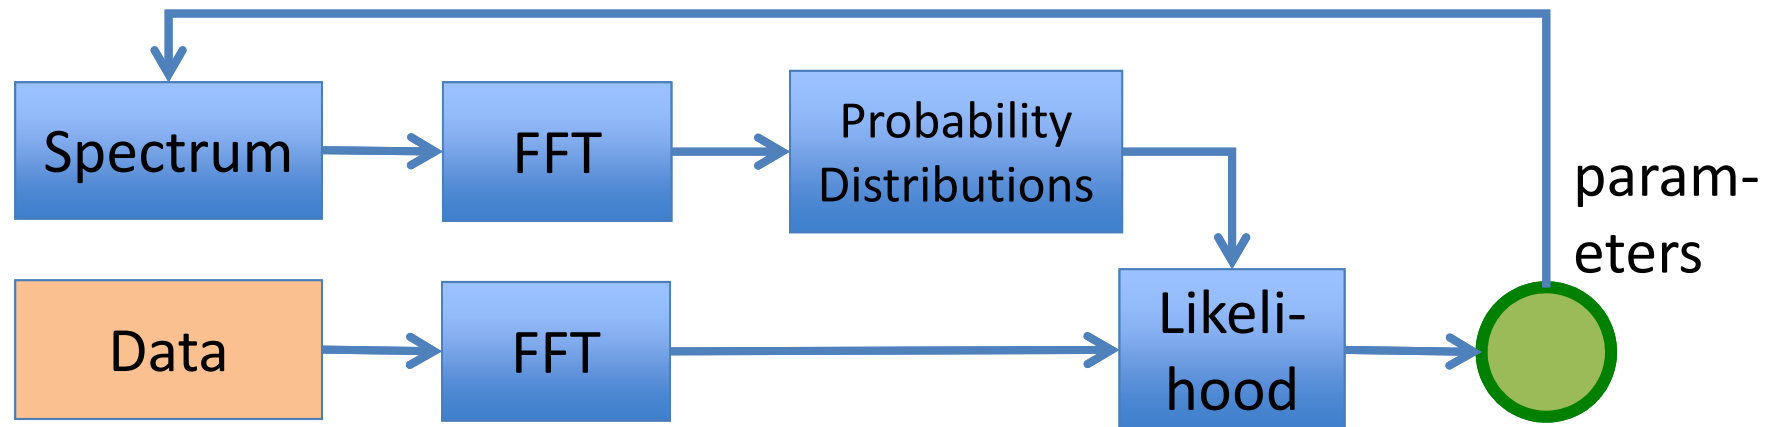 Spectrum
FFT
Probability
Distributions
param-
eters
Data
FFT
Likeli-
hood